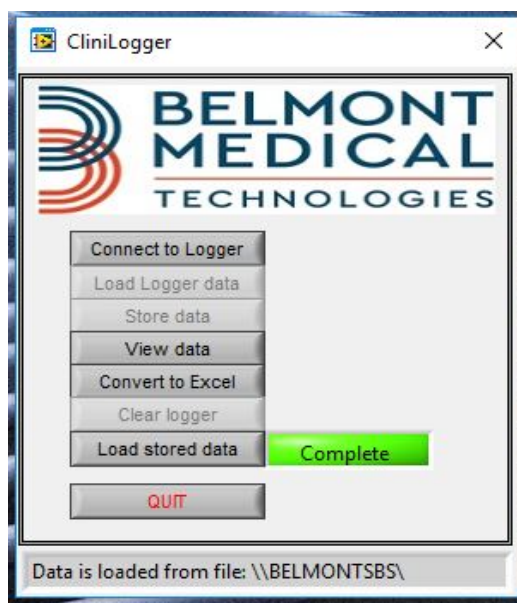 CliniLogger
BELMONT
MEDICAL
TECHNOLOGIES
Connect to Logger
Load Logger data
Store data
View data
Convert to Excel
Clear logger
Load stored data Complete
QUIT
Data is loaded from file: \\BELMONTSBS\